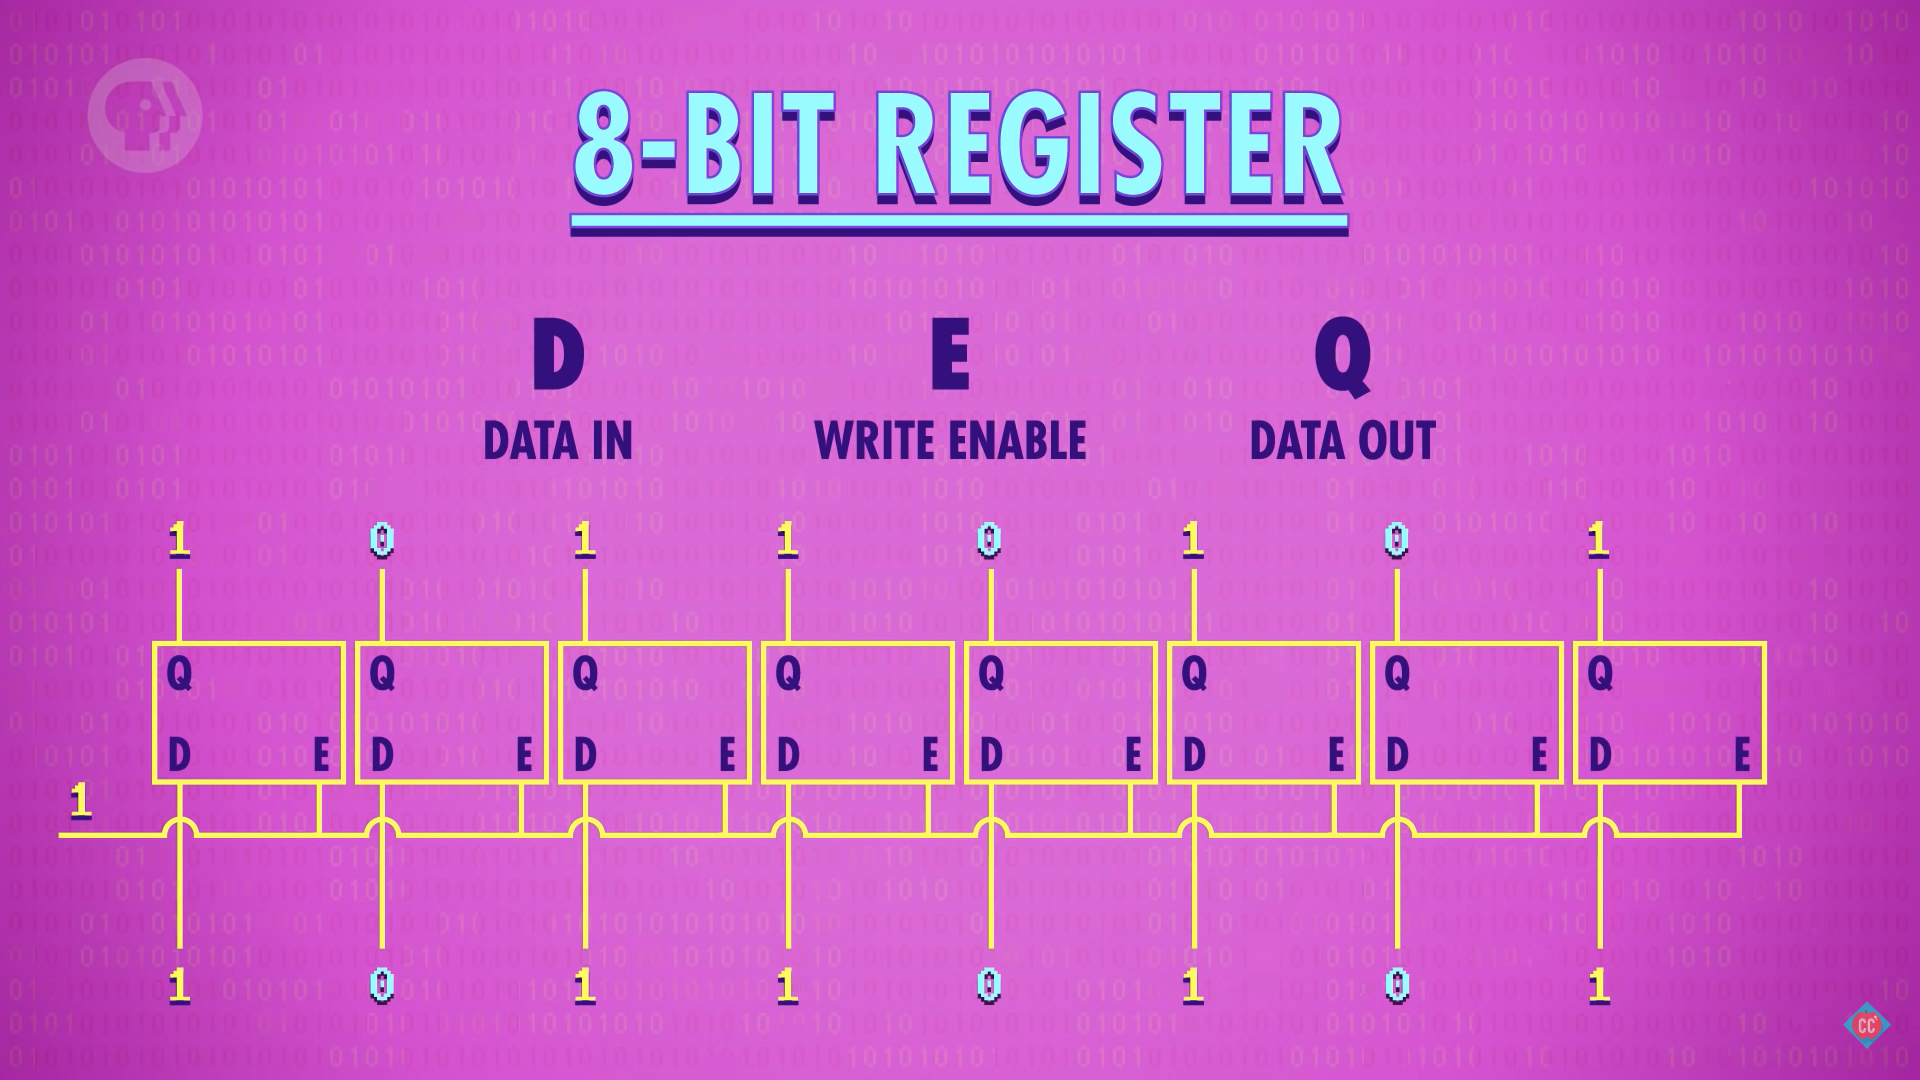 8-BIT REGISTER
D E Q
DATA IN WRITE ENABLE DATA OUT
1 0 1 1 0 1 0 1
Q Q Q Q Q Q Q Q
D E D E D E D E D E D E D E D E
1
1 0 1 1 0 1 0 1
CC